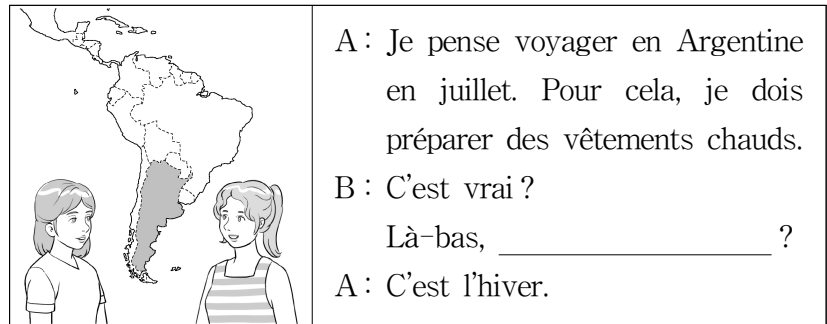 A : Je pense voyager en Argentine
en juillet. Pour cela, je dois
préparer des vêtements chauds.
B : C’est vrai ?
Là-bas, ____________________ ?
A : C’est l’hiver.